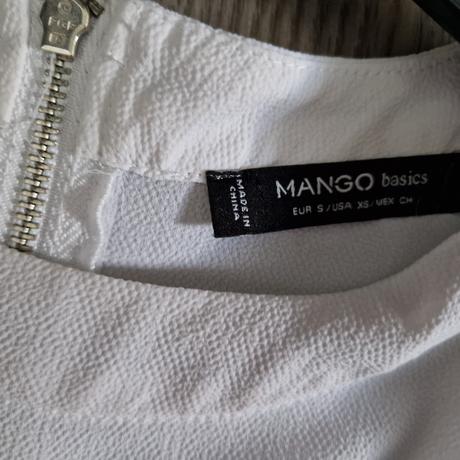 MANGO basics
EUR S/USA XS/MEX CH
MADE IN
CHINA